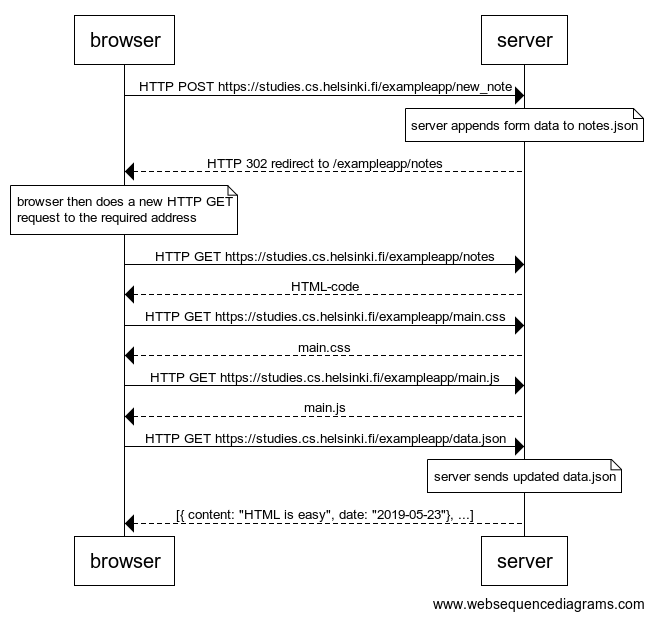 browser
server
HTTP POST https://studies.cs.helsinki.fi/exampleapp/new_note
server appends form data to notes.json
HTTP 302 redirect to /exampleapp/notes
browser then does a new HTTP GET
request to the required address
HTTP GET https://studies.cs.helsinki.fi/exampleapp/notes
HTML-code
HTTP GET https://studies.cs.helsinki.fi/exampleapp/main.css
main.css
HTTP GET https://studies.cs.helsinki.fi/exampleapp/main.js
main.js
HTTP GET https://studies.cs.helsinki.fi/exampleapp/data.json
server sends updated data.json
[{ content: "HTML is easy", date: "2019-05-23"}, ...]
browser
server
www.websequencediagrams.com